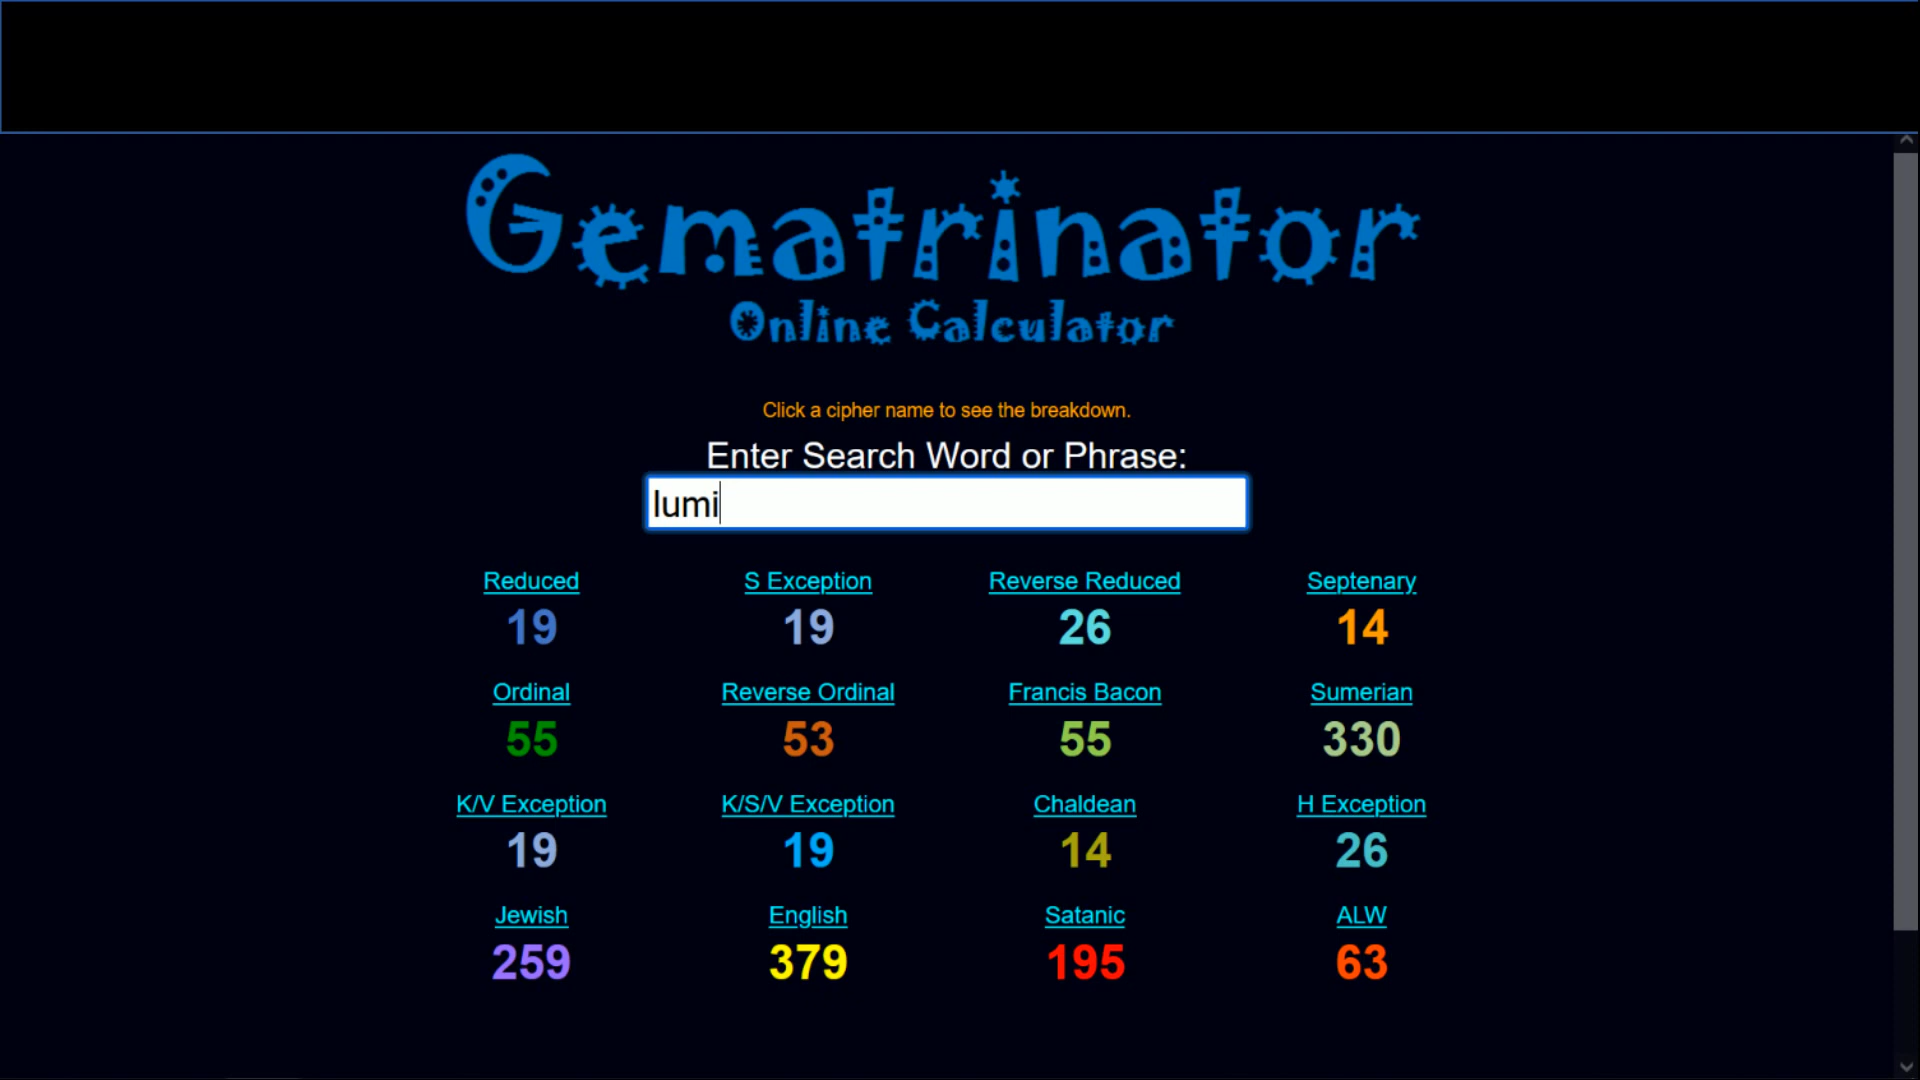 Gematrinator
Online Calculator
Click a cipher name to see the breakdown.
Enter Search Word or Phrase:
lumi
Reduced S Exception Reverse Reduced Septenary
19 19 26 14
Ordinal Reverse Ordinal Francis Bacon Sumerian
55 53 55 330
K/V Exception K/S/V Exception Chaldean H Exception
19 19 14 26
Jewish English Satanic ALW
259 379 195 63